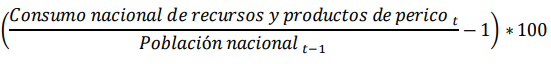 (Consumo nacional de recursos y productos de perico t / Población nacional t−1 − 1) ∗ 100